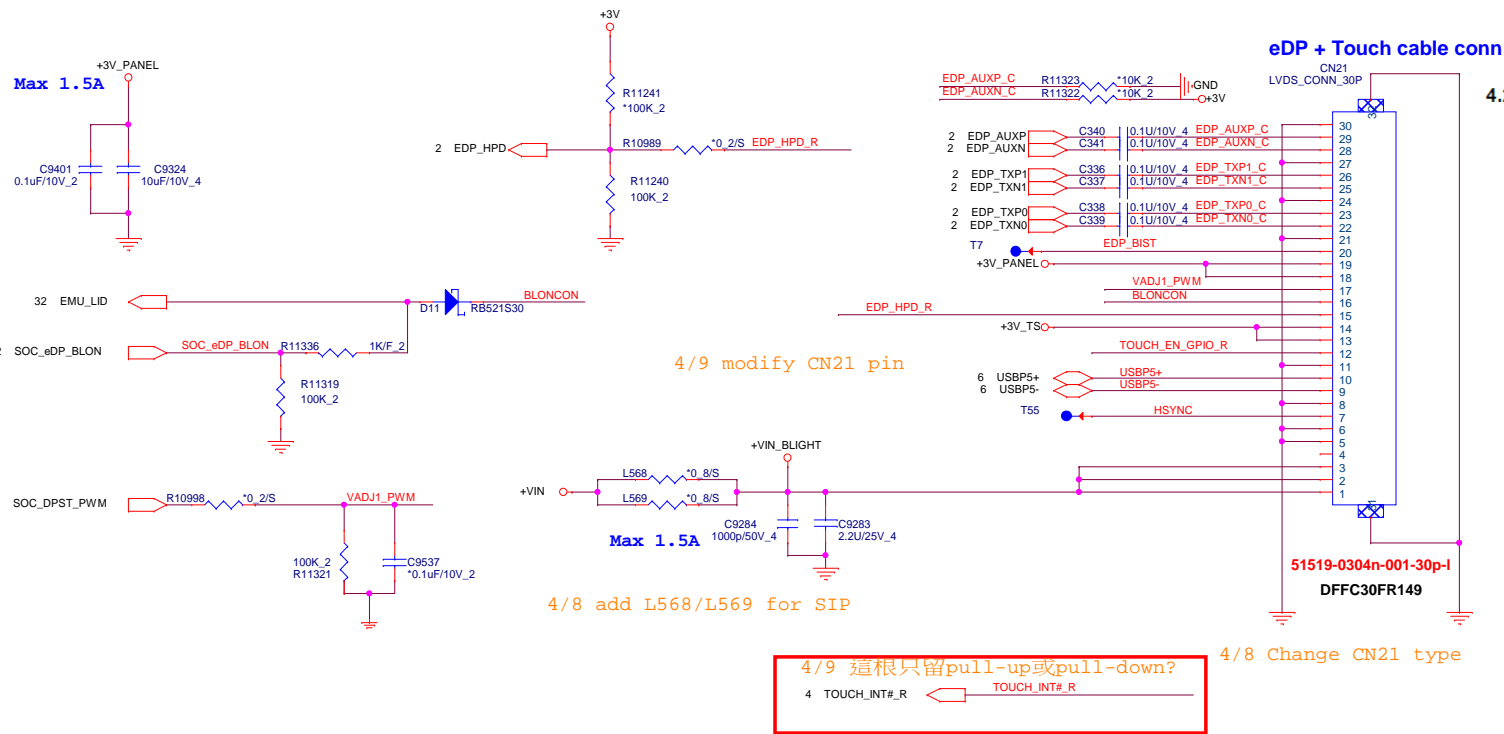 +3V
eDP + Touch cable conn
+3V_PANEL
Max 1.5A
CN21
LVDS_CONN_30P
EDP_AUXP_C R11323 *10K_2 GND
EDP_AUXN_C R11322 *10K_2 +3V
4.
R11241
*100K_2
2 EDP_HPD R10989 *0_2/S EDP_HPD_R
R11240
100K_2
C9401
0.1uF/10V_2
C9324
10uF/10V_4
2 EDP_AUXP C340 0.1U/10V_4 EDP_AUXP_C
2 EDP_AUXN C341 0.1U/10V_4 EDP_AUXN_C
2 EDP_TXP1 C336 0.1U/10V_4 EDP_TXP1_C
2 EDP_TXN1 C337 0.1U/10V_4 EDP_TXN1_C
2 EDP_TXP0 C338 0.1U/10V_4 EDP_TXP0_C
2 EDP_TXN0 C339 0.1U/10V_4 EDP_TXN0_C
T7 EDP_BIST
+3V_PANEL
VADJ1_PWM
BLONCON
EDP_HPD_R
+3V_TS
TOUCH_EN_GPIO_R
6 USBP5+ USBP5+
6 USBP5- USBP5-
T55 HSYNC
30
29
28
27
26
25
24
23
22
21
20
19
18
17
16
15
14
13
12
11
10
9
8
7
6
5
4
3
2
1
32 EMU_LID D11 RB521S30 BLONCON
SOC_eDP_BLON SOC_eDP_BLON R11336 1K/F_2
R11319
100K_2
4/9 modify CN21 pin
SOC_DPST_PWM R10998 *0_2/S VADJ1_PWM
100K_2
R11321
C9537
*0.1uF/10V_2
+VIN_BLIGHT
+VIN
L568 *0_8/S
L569 *0_8/S
Max 1.5A
C9284
1000p/50V_4
C9283
2.2U/25V_4
4/8 add L568/L569 for SIP
51519-0304n-001-30p-l
DFFC30FR149
4/8 Change CN21 type
4/9 這根只留pull-up或pull-down?
4 TOUCH_INT#_R TOUCH_INT#_R